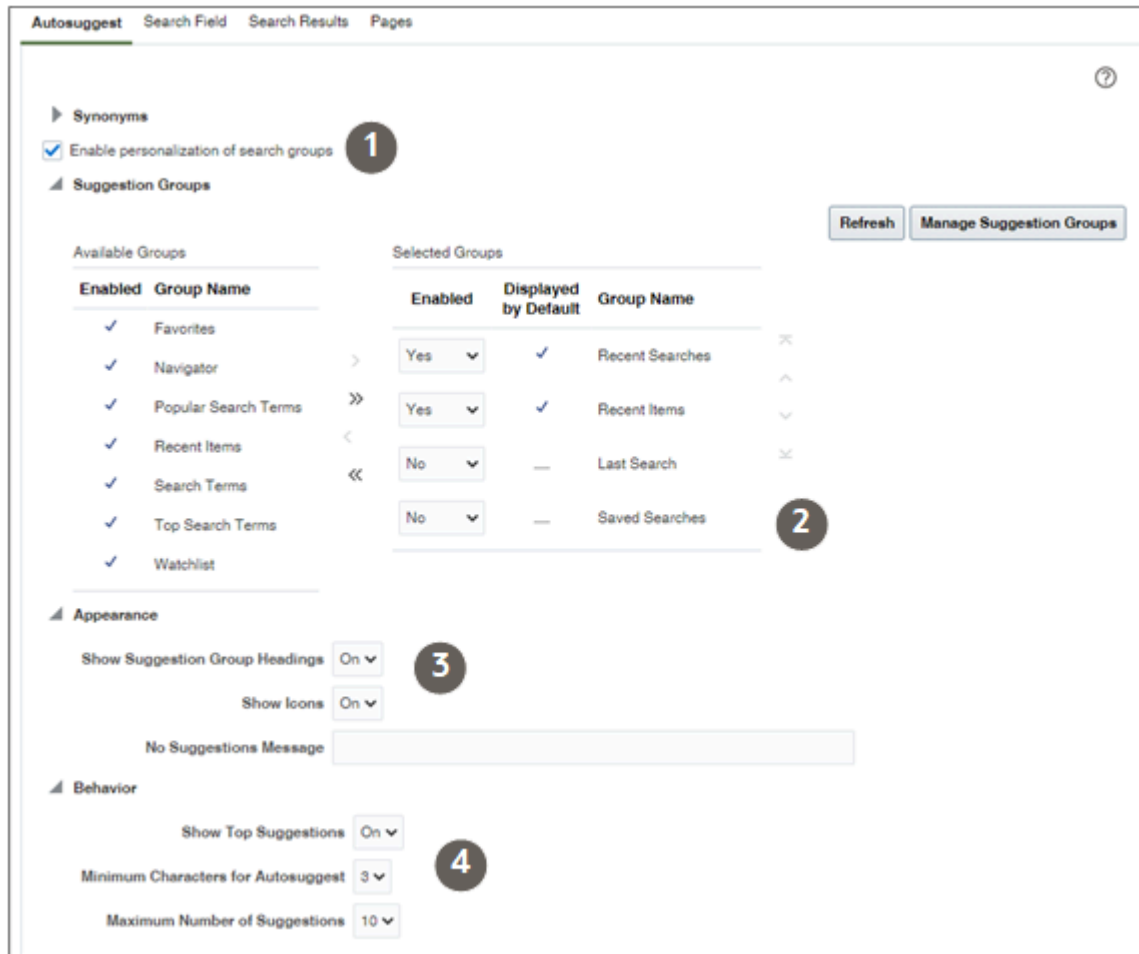 Autosuggest Search Field Search Results Pages
?
Synonyms
Enable personalization of search groups 1
Suggestion Groups
Refresh Manage Suggestion Groups
Available Groups Selected Groups
Enabled Group Name Enabled Displayed by Default Group Name
Favorites
Navigator
Popular Search Terms
Recent Items
Search Terms
Top Search Terms
Watchlist
Yes Recent Searches
Yes Recent Items
No Last Search
No Saved Searches
2
Appearance
Show Suggestion Group Headings On
3
Show Icons On
No Suggestions Message
Behavior
Show Top Suggestions On
4
Minimum Characters for Autosuggest 3
Maximum Number of Suggestions 10